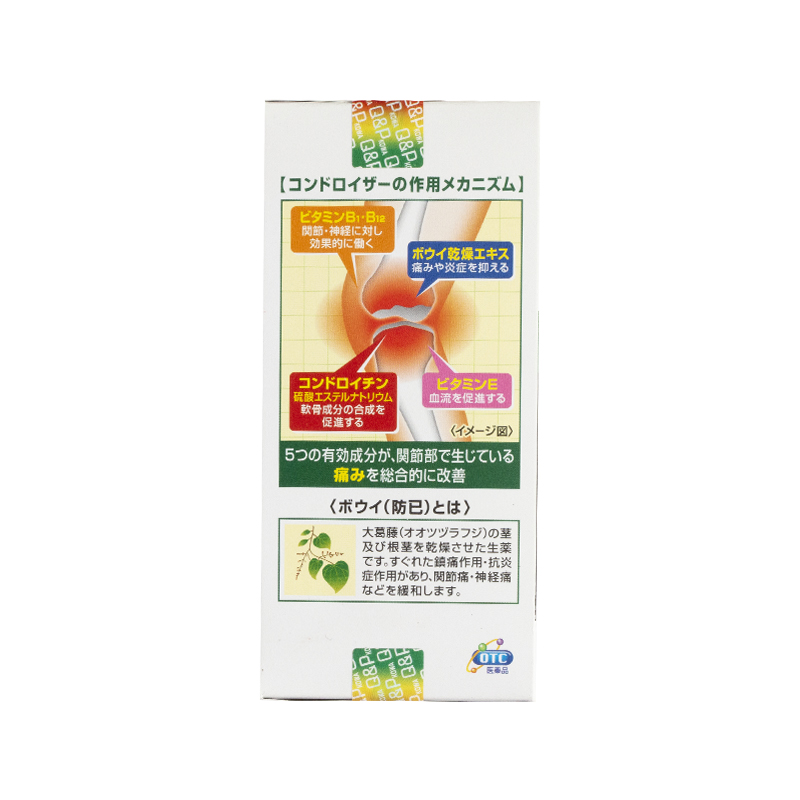 Q&P KOWA
【コンドロイザーの作用メカニズム】
ビタミンB1・B12
関節・神経に対し
効果的に働く
ボウイ乾燥エキス
痛みや炎症を抑える
コンドロイチン
硫酸エステルナトリウム
軟骨成分の合成を
促進する
ビタミンE
血流を促進する
〈イメージ図〉
5つの有効成分が、関節部で生じている
痛みを総合的に改善
〈ボウイ(防已)とは〉
大葛藤(オオツヅラフジ)の茎
及び根茎を乾燥させた生薬
です。すぐれた鎮痛作用・抗炎
症作用があり、関節痛・神経痛
などを緩和します。
Q&P KOWA
OTC
医薬品